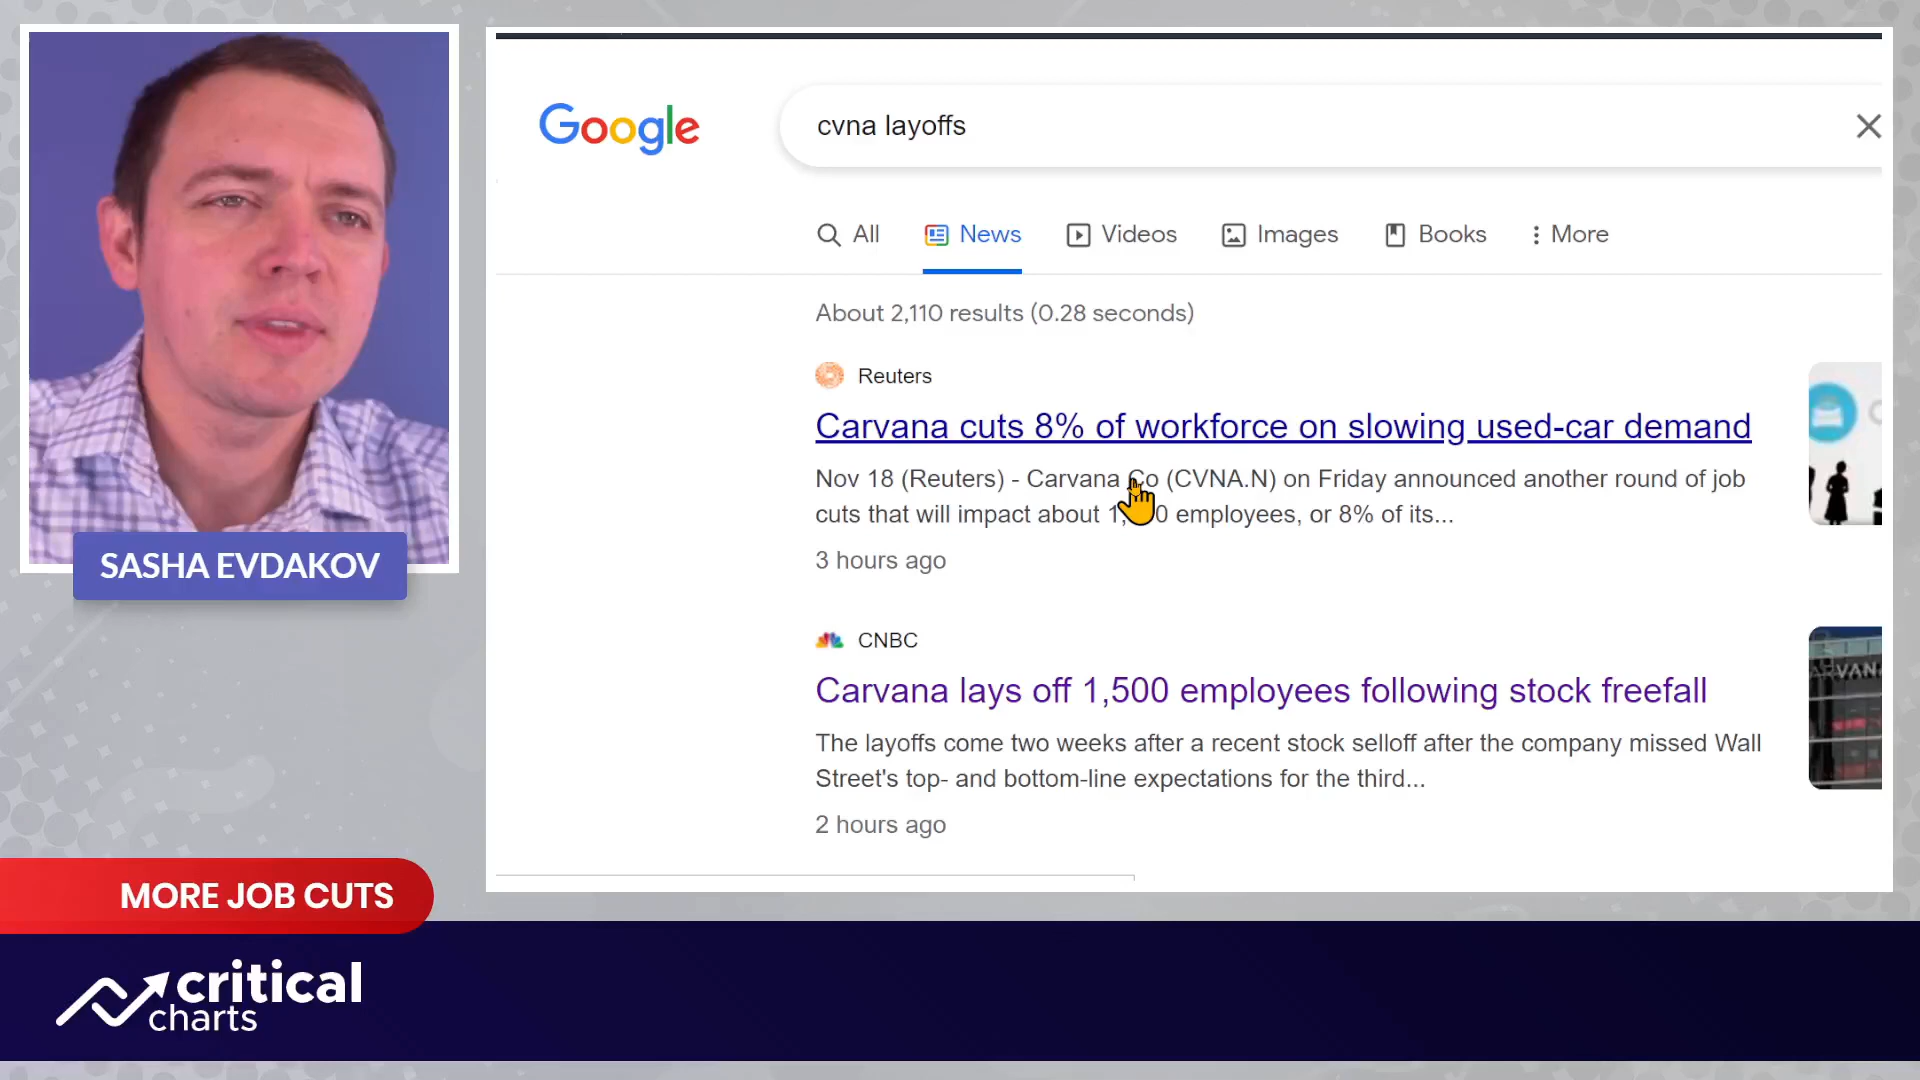 Google
cvna layoffs
All
News
Videos
Images
Books
More
About 2,110 results (0.28 seconds)
Reuters
Carvana cuts 8% of workforce on slowing used-car demand
Nov 18 (Reuters) - Carvana Co (CVNA.N) on Friday announced another round of job
cuts that will impact about employees, or 8% of its...
3 hours ago
CNBC
Carvana lays off 1,500 employees following stock freefall
The layoffs come two weeks after a recent stock selloff after the company missed Wall
Street's top- and bottom-line expectations for the third...
2 hours ago
SASHA EVDAKOV
MORE JOB CUTS
critical
charts